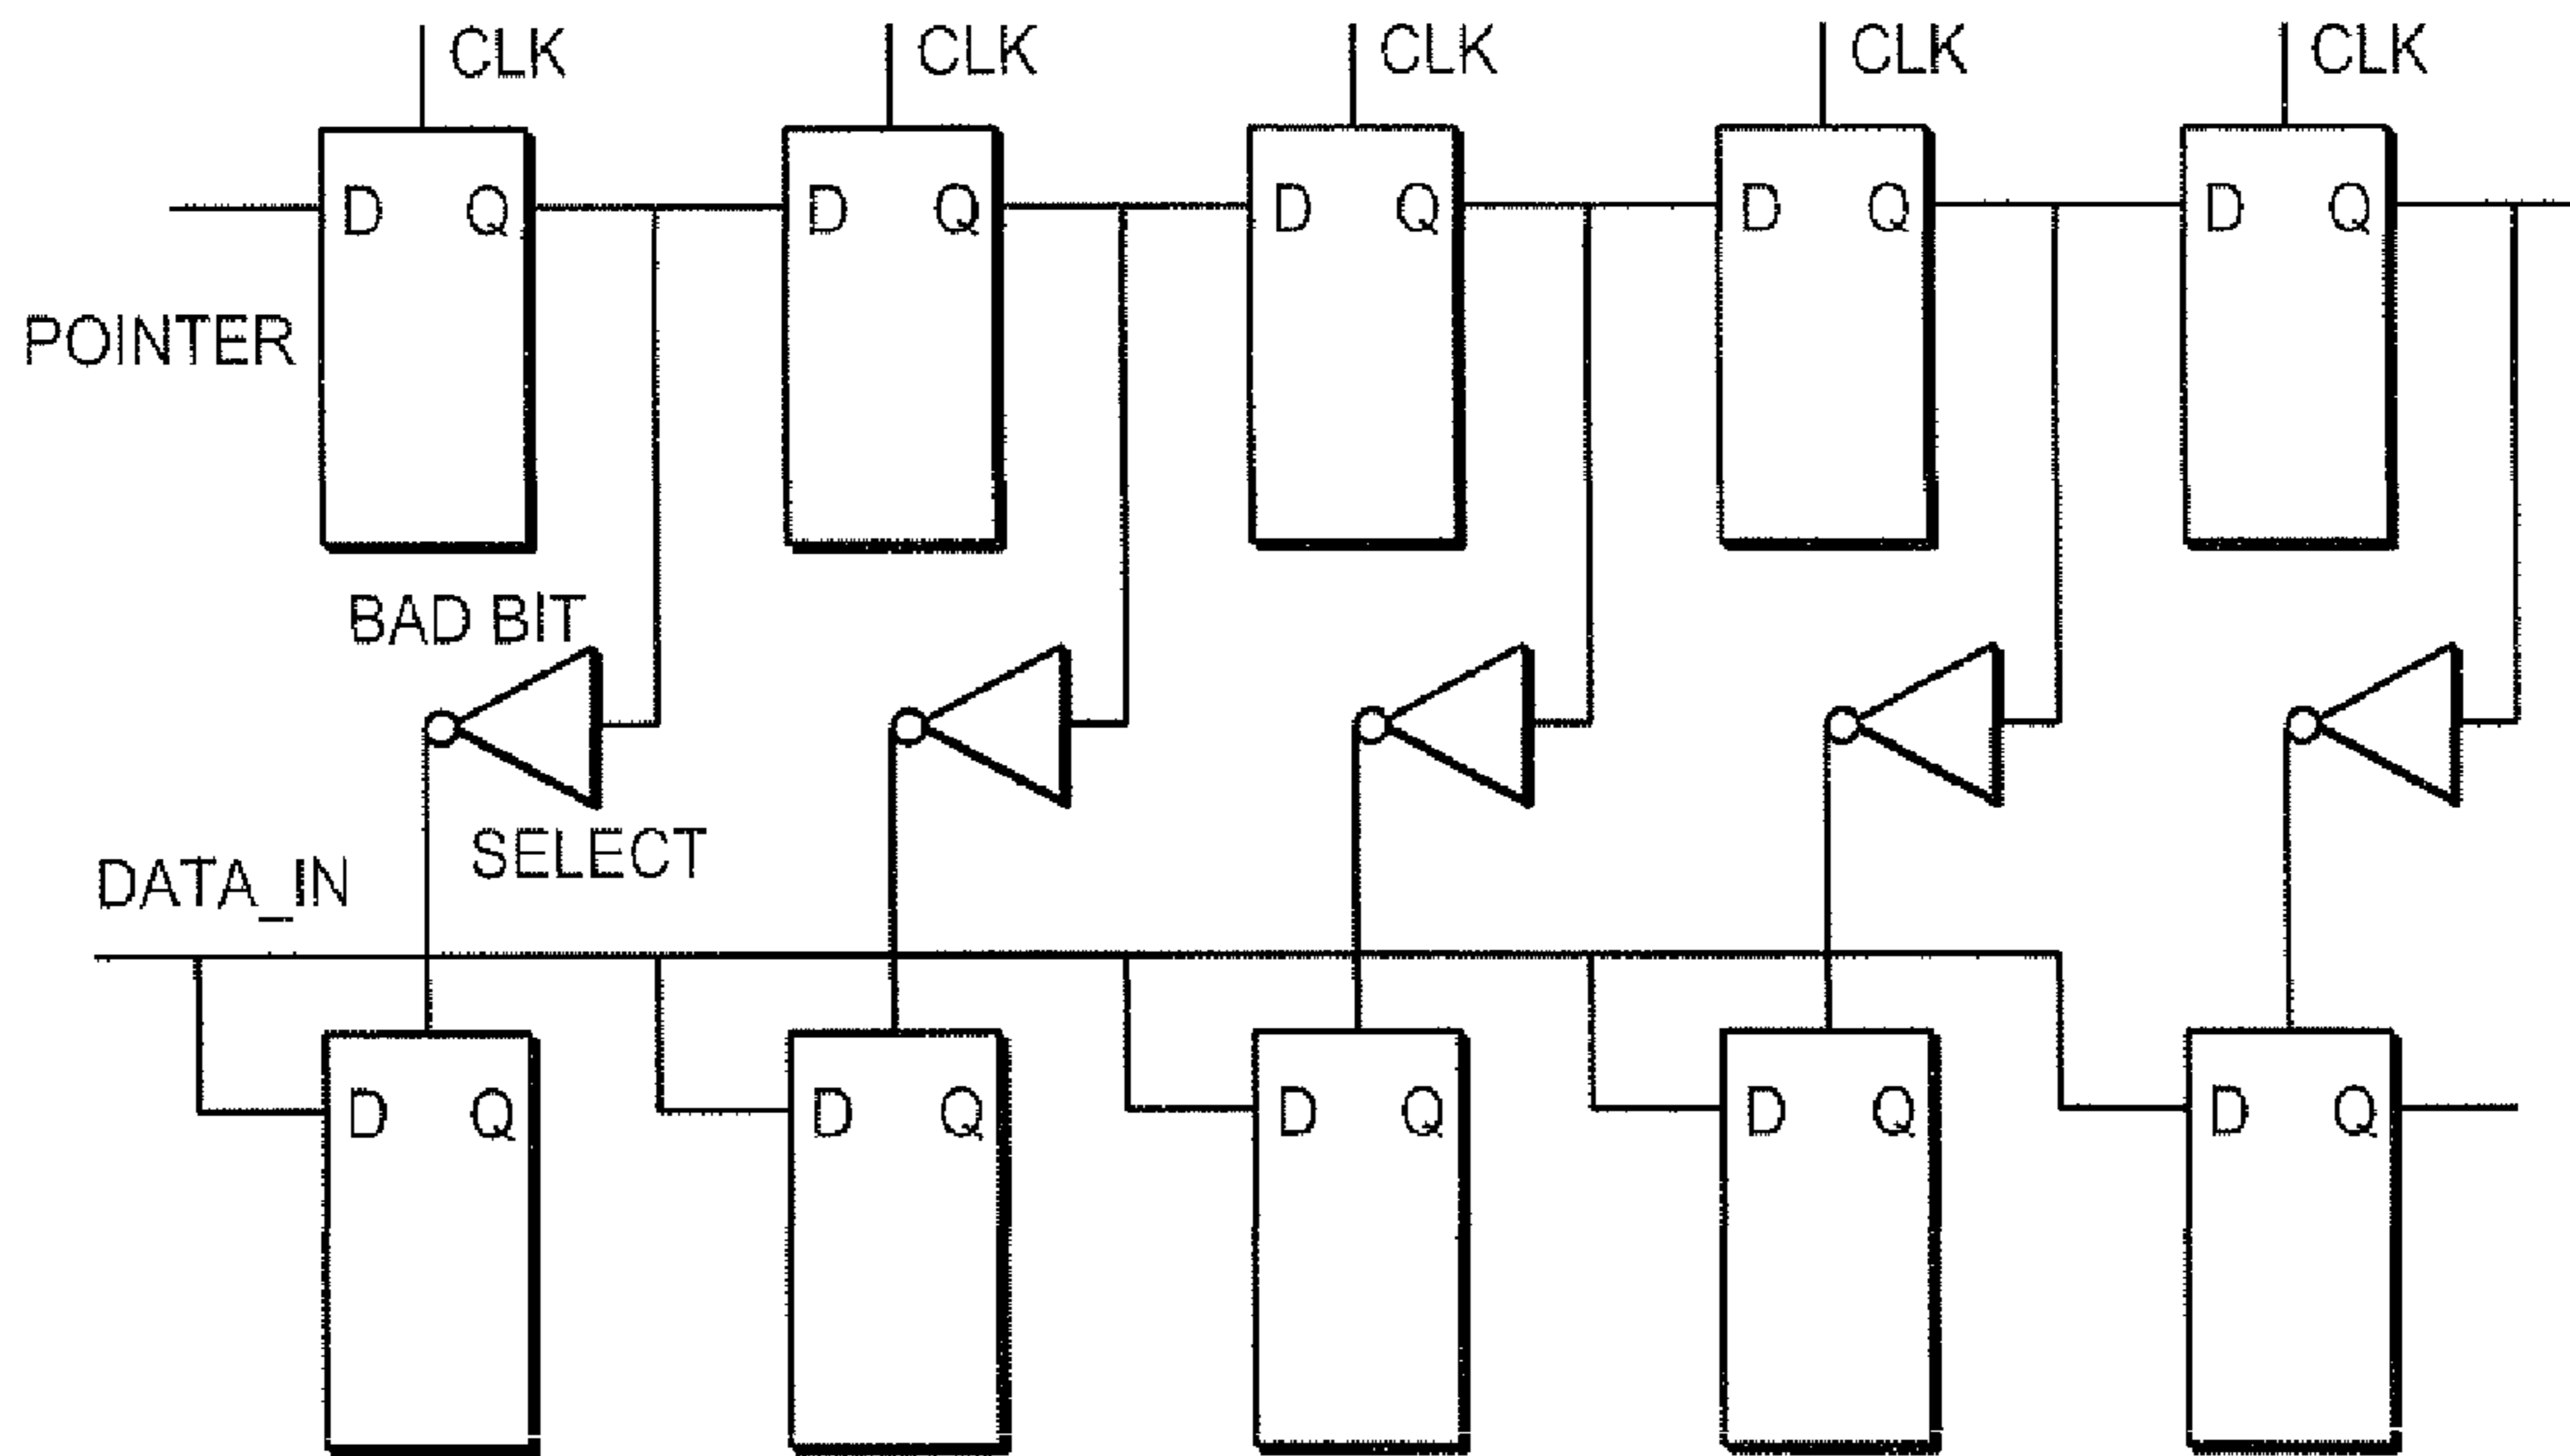 CLK CLK CLK CLK CLK
D Q D Q D Q D Q D Q
POINTER
BAD BIT
SELECT
DATA_IN
D Q D Q D Q D Q D Q